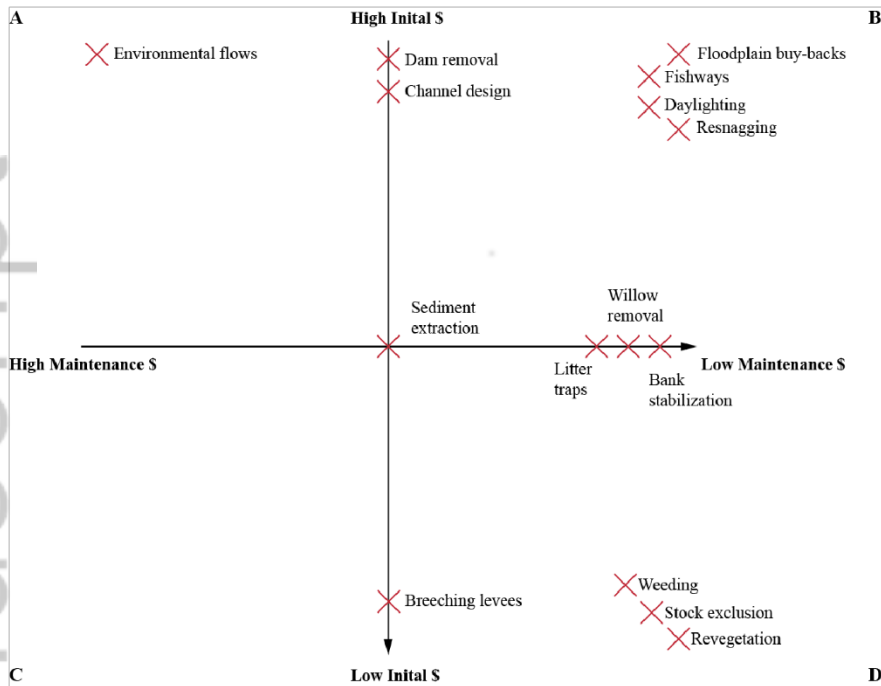 A
High Inital $
B
Environmental flows
Dam removal
Floodplain buy-backs
Fishways
Channel design
Daylighting
Resnagging
Sediment
extraction
Willow
removal
High Maintenance $
Low Maintenance $
Litter
traps
Bank
stabilization
Weeding
Breeching levees
Stock exclusion
Revegetation
C
Low Inital $
D